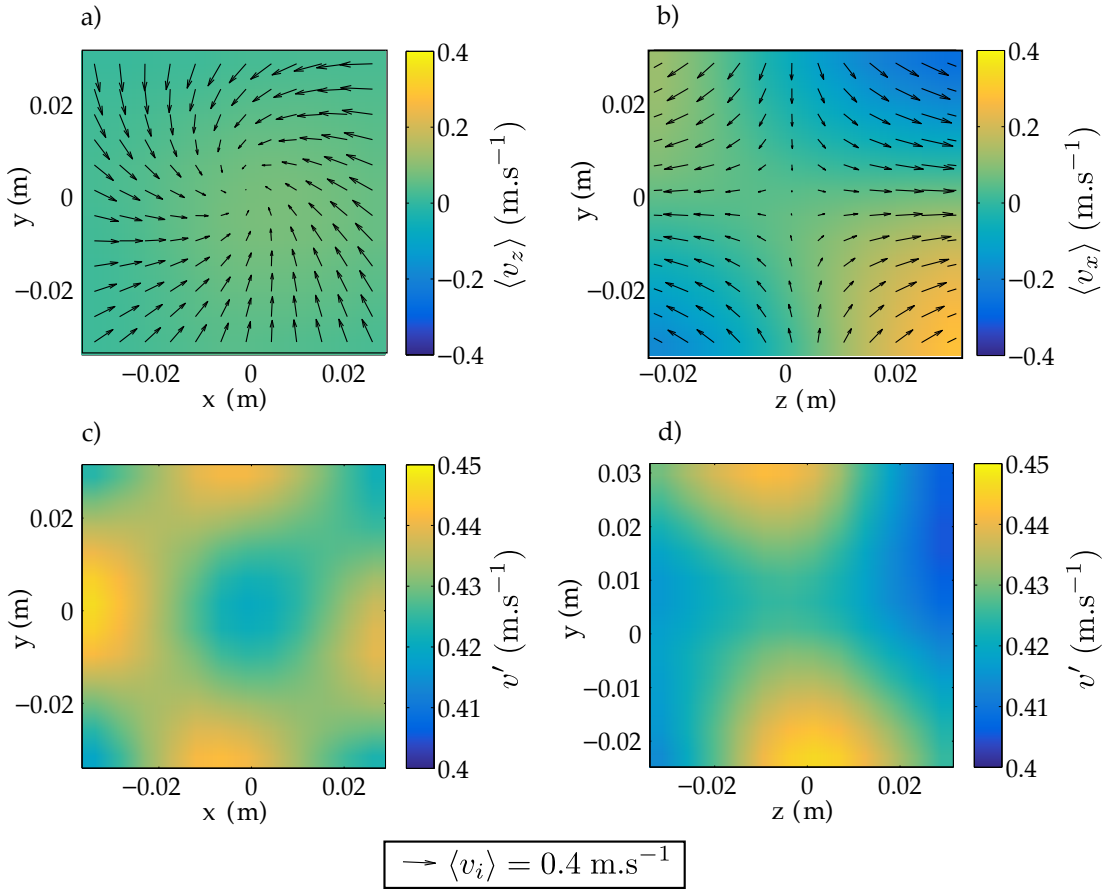 a)
b)
0.02
0
−0.02
y (m)
−0.02
0
0.02
x (m)
0.4
0.2
0
−0.2
−0.4
⟨v_z⟩ (m.s⁻¹)
0.02
0
−0.02
y (m)
−0.02
0
0.02
z (m)
0.4
0.2
0
−0.2
−0.4
⟨v_x⟩ (m.s⁻¹)
c)
d)
0.02
0
−0.02
y (m)
−0.02
0
0.02
x (m)
0.45
0.44
0.43
0.42
0.41
0.4
v′ (m.s⁻¹)
0.03
0.02
0.01
0
−0.01
−0.02
y (m)
−0.02
0
0.02
z (m)
0.45
0.44
0.43
0.42
0.41
0.4
v′ (m.s⁻¹)
⟨v_i⟩ = 0.4 m.s⁻¹